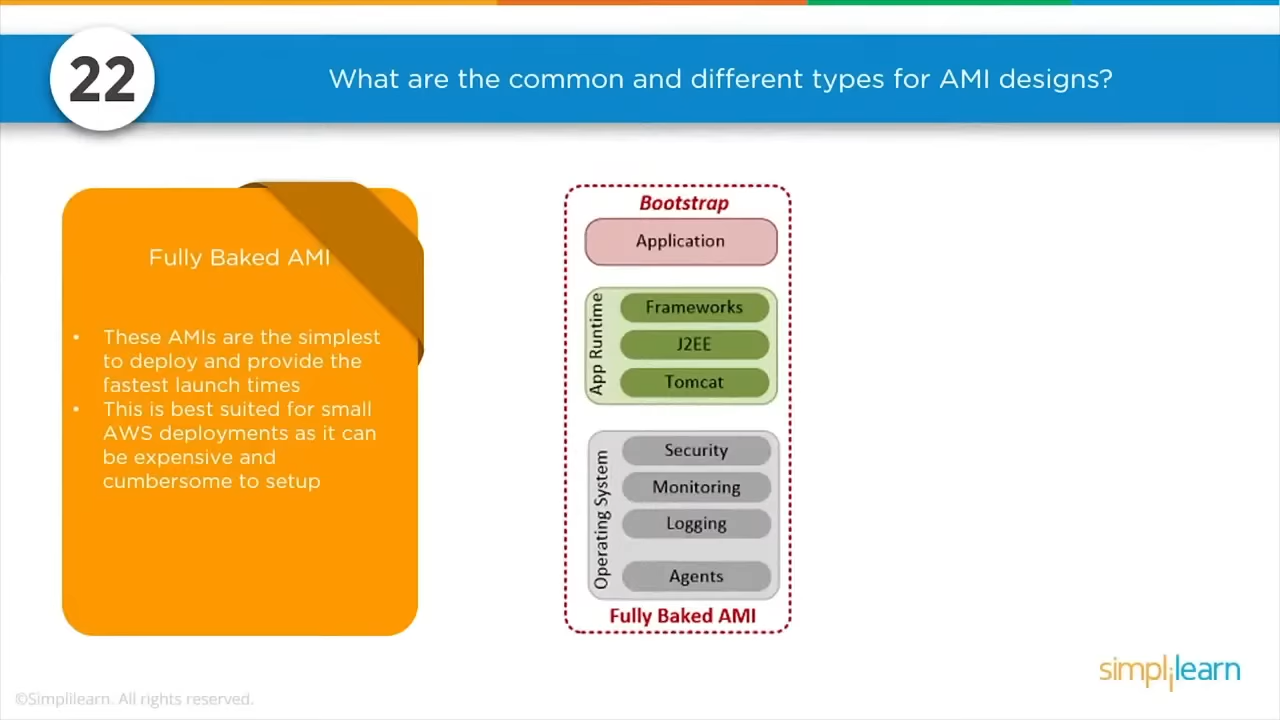 22
What are the common and different types for AMI designs?
Fully Baked AMI
• These AMIs are the simplest
to deploy and provide the
fastest launch times
• This is best suited for small
AWS deployments as it can
be expensive and
cumbersome to setup
Bootstrap
Application
App Runtime
Frameworks
J2EE
Tomcat
Operating System
Security
Monitoring
Logging
Agents
Fully Baked AMI
simplilearn
©Simplilearn. All rights reserved.